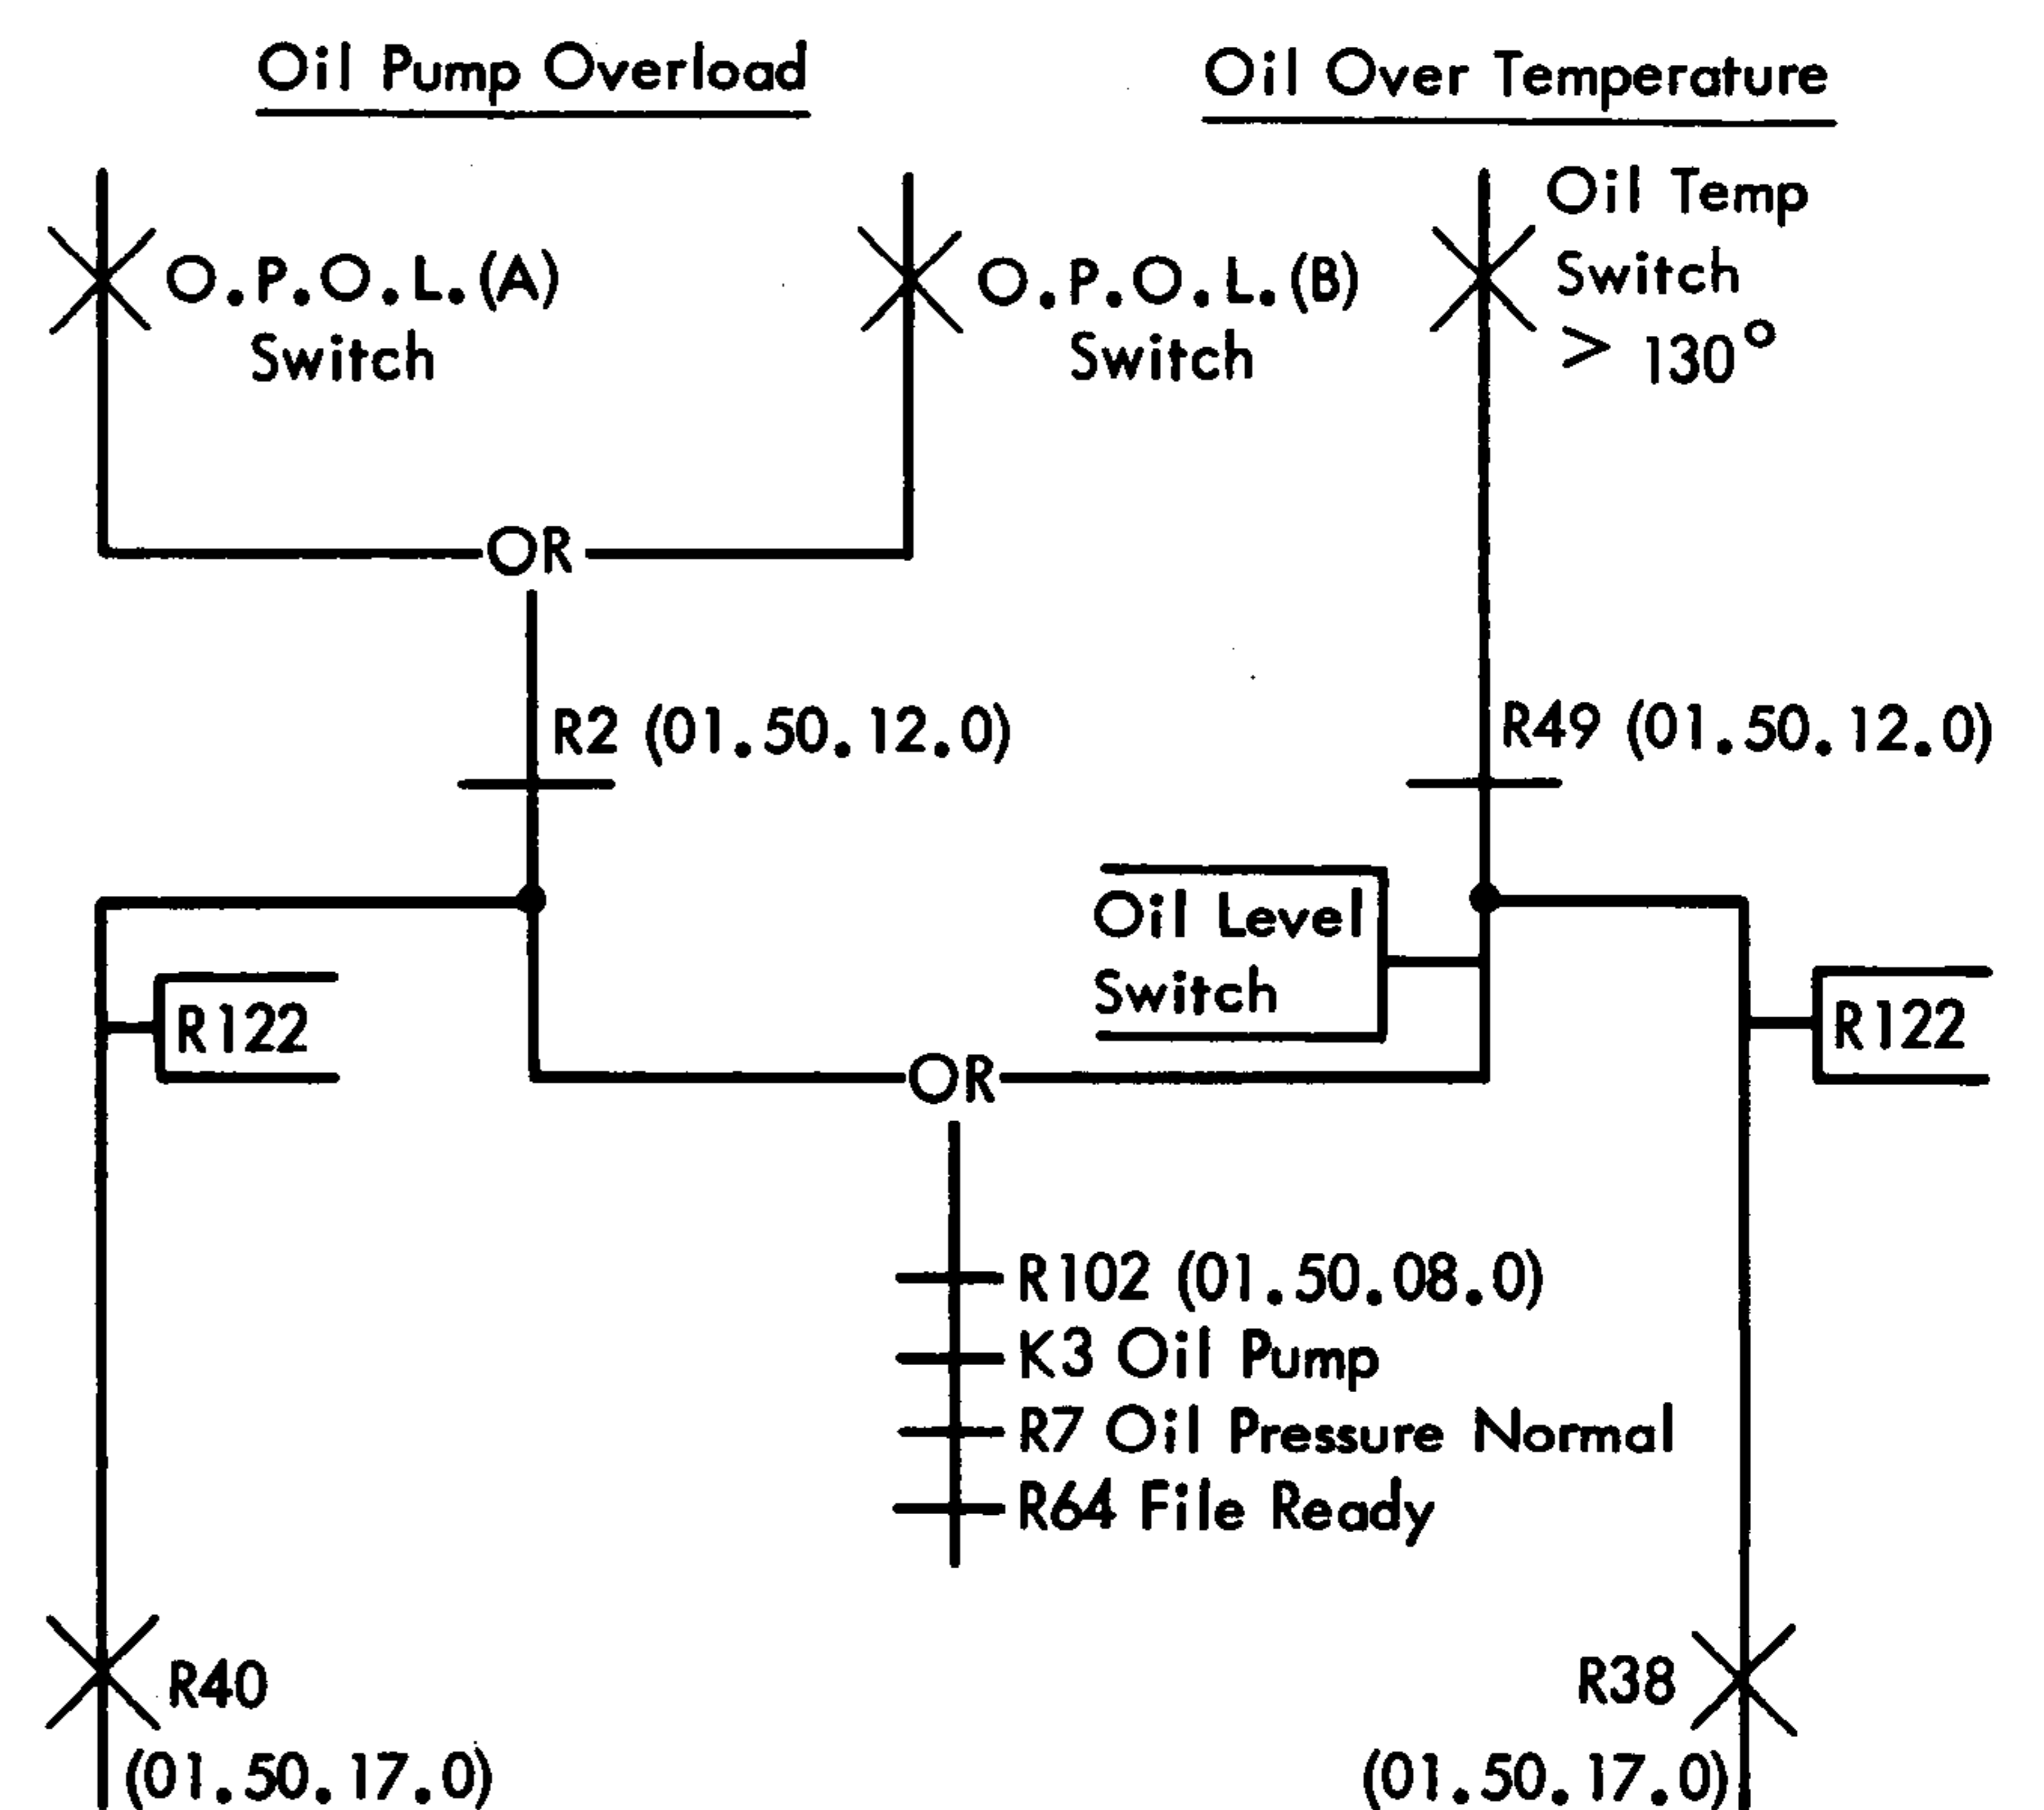 Oil Pump Overload
Oil Over Temperature
O.P.O.L.(A)
Switch
O.P.O.L.(B)
Switch
Oil Temp
Switch
> 130°
OR
R2 (01.50.12.0)
R49 (01.50.12.0)
Oil Level
Switch
R122
R122
OR
R102 (01.50.08.0)
K3 Oil Pump
R7 Oil Pressure Normal
R64 File Ready
R40
(01.50.17.0)
R38
(01.50.17.0)